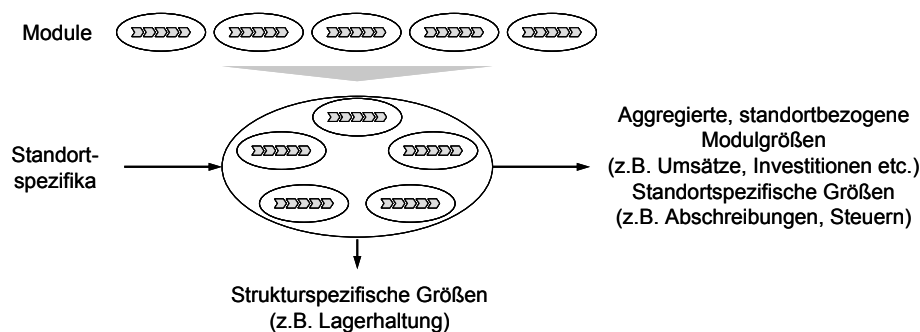 Module
Standort-
spezifika
Aggregierte, standortbezogene
Modulgrößen
(z.B. Umsätze, Investitionen etc.)
Standortspezifische Größen
(z.B. Abschreibungen, Steuern)
Strukturspezifische Größen
(z.B. Lagerhaltung)